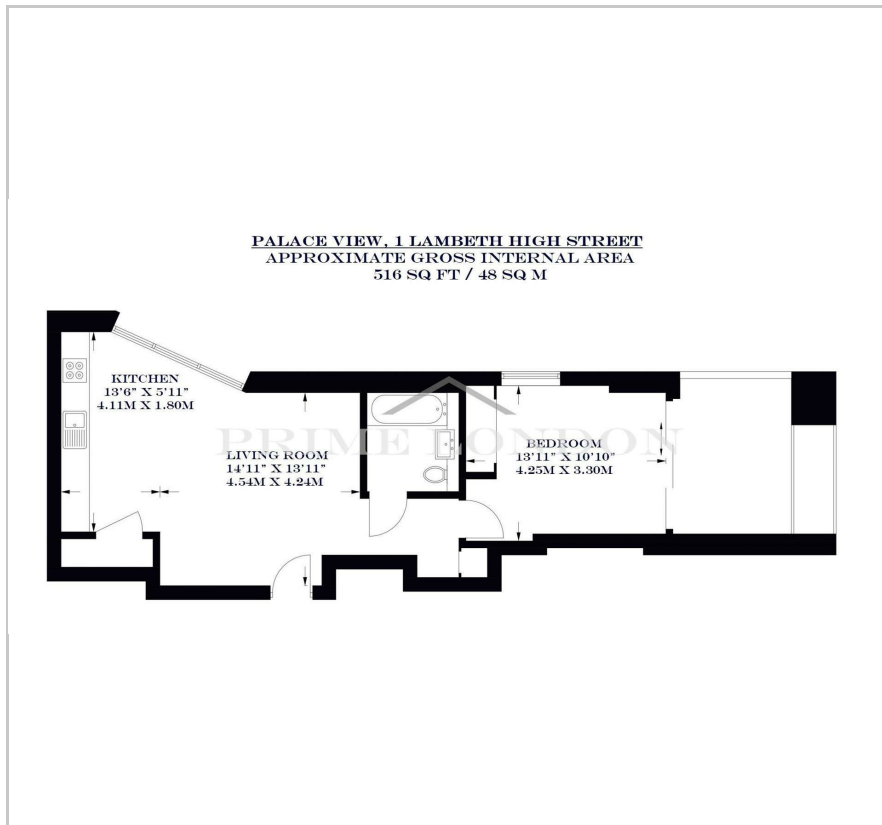 PALACE VIEW, 1 LAMBETH HIGH STREET
APPROXIMATE GROSS INTERNAL AREA
516 SQ FT / 48 SQ M
KITCHEN
13'6" X 5'11"
4.11M X 1.80M
PRIME LONDON
LIVING ROOM
14'11" X 13'11"
4.54M X 4.24M
BEDROOM
13'11" X 10'10"
4.25M X 3.30M